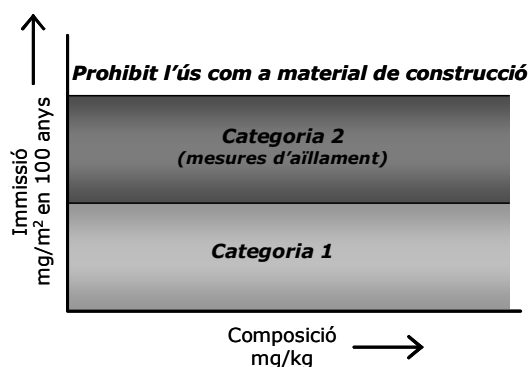 Prohibit l'ús com a material de construcció
Categoria 2
(mesures d'aïllament)
Categoria 1
Immissió
mg/m² en 100 anys
Composició
mg/kg